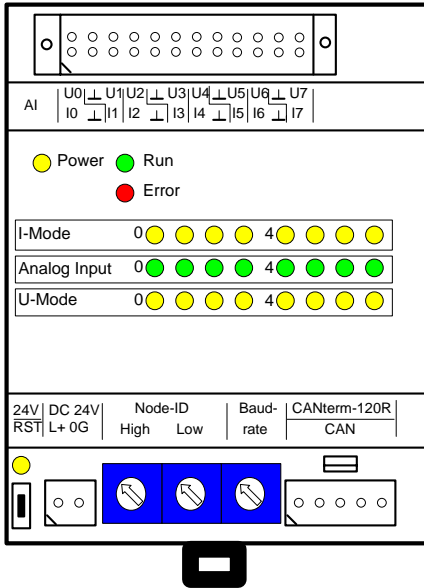 AI U0 U1 U2 U3 U4 U5 U6 U7
I0 I1 I2 I3 I4 I5 I6 I7
Power Run
Error
I-Mode 0 4
Analog Input 0 4
U-Mode 0 4
24V DC 24V Node-ID Baud- CANterm-120R
RST L+ 0G High Low rate CAN